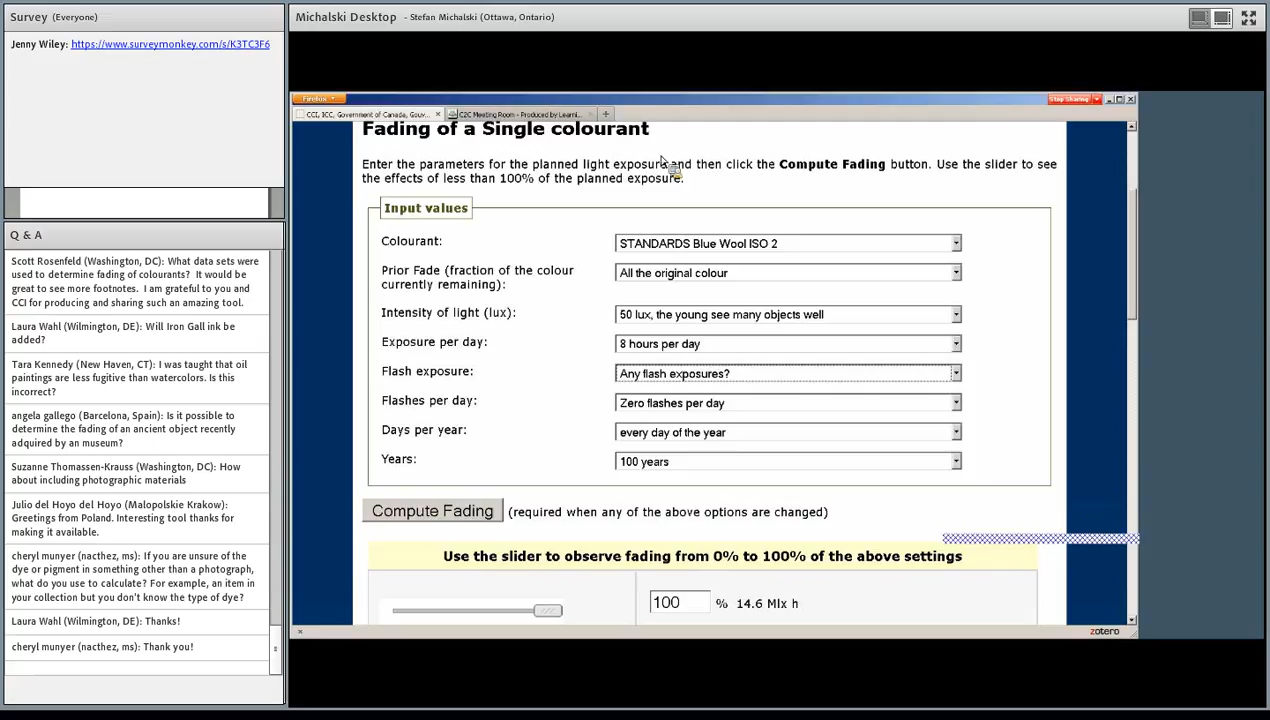 Survey (Everyone)
Jenny Wiley: https://www.surveymonkey.com/s/K3TC3F6
Q & A
Scott Rosenfeld (Washington, DC): What data sets were
used to determine fading of colourants? It would be
great to see more footnotes. I am grateful to you and
CCI for producing and sharing such an amazing tool.
Laura Wahl (Wilmington, DE): Will Iron Gall ink be
added?
Tara Kennedy (New Haven, CT): I was taught that oil
paintings are less fugitive than watercolors. Is this
incorrect?
angela gallego (Barcelona, Spain): Is it possible to
determine the fading of an ancient object recently
adquired by an museum?
Suzanne Thomassen-Krauss (Washington, DC): How
about including photographic materials
Julio del Hoyo del Hoyo (Malopolskie Krakow):
Greetings from Poland. Interesting tool thanks for
making it available.
cheryl munyer (nacthez, ms): If you are unsure of the
dye or pigment in something other than a photograph,
what do you use to calculate? For example, an item in
your collection but you don't know the type of dye?
Laura Wahl (Wilmington, DE): Thanks!
cheryl munyer (nacthez, ms): Thank you!
Michalski Desktop - Stefan Michalski (Ottawa, Ontario)
Firefox
Stop Sharing
CCI, ICC, Government of Canada, Gouv...
C2C Meeting Room - Produced by Learni...
Fading of a Single colourant
Enter the parameters for the planned light exposure and then click the Compute Fading button. Use the slider to see
the effects of less than 100% of the planned exposure.
Input values
Colourant: STANDARDS Blue Wool ISO 2
Prior Fade (fraction of the colour
currently remaining): All the original colour
Intensity of light (lux): 50 lux, the young see many objects well
Exposure per day: 8 hours per day
Flash exposure: Any flash exposures?
Flashes per day: Zero flashes per day
Days per year: every day of the year
Years: 100 years
Compute Fading (required when any of the above options are changed)
Use the slider to observe fading from 0% to 100% of the above settings
100 % 14.6 Mlx h
zotero